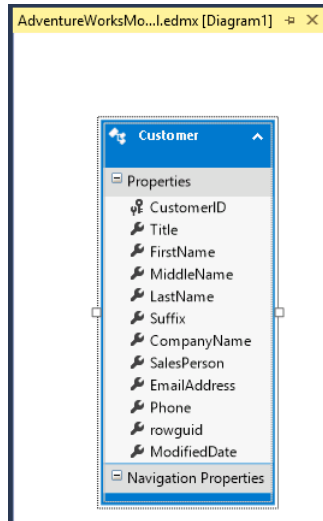 AdventureWorksMo...l.edmx [Diagram1]
Customer
Properties
CustomerID
Title
FirstName
MiddleName
LastName
Suffix
CompanyName
SalesPerson
EmailAddress
Phone
rowguid
ModifiedDate
Navigation Properties